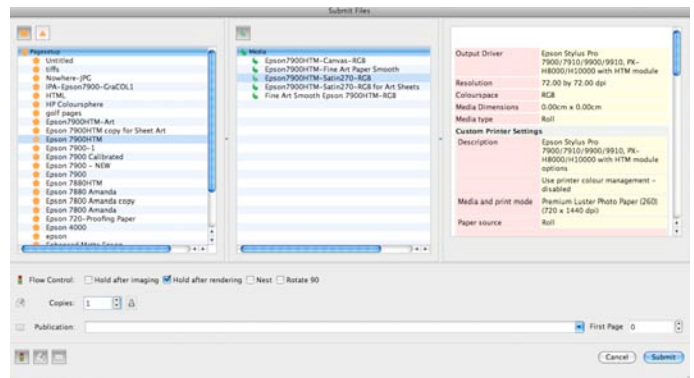 Submit Files
Pagesetup
Untitled
tiffs
Nowhere-JPG
IPA-Epson7900-GraCOL1
HTML
HP Coloursphere
golf pages
Epson7900HTM-Art
Epson 7900HTM copy for Sheet Art
Epson 7900HTM
Epson 7900-1
Epson 7900 Calibrated
Epson 7900 - NEW
Epson 7900
Epson 7880HTM
Epson 7880 Amanda
Epson 7800 Amanda copy
Epson 7800 Amanda
Epson 720-Proofing Paper
Epson 4000
epson
Enhanced Matte Epson
Media
Epson7900HTM-Canvas-RGB
Epson7900HTM-Fine Art Paper Smooth
Epson7900HTM-Satin270-RGB
Epson7900HTM-Satin270-RGB for Art Sheets
Fine Art Smooth Epson 7900HTM-RGB
Output Driver Epson Stylus Pro
7900/7910/9900/9910, PX-
H8000/H10000 with HTM module
Resolution 72.00 by 72.00 dpi
Colourspace RGB
Media Dimensions 0.00cm x 0.00cm
Media type Roll
Custom Printer Settings
Description Epson Stylus Pro
7900/7910/9900/9910, PX-
H8000/H10000 with HTM module
options
Use printer colour management -
disabled
Media and print mode Premium Luster Photo Paper (260)
(720 x 1440 dpi)
Paper source Roll
Flow Control: Hold after imaging Hold after rendering Nest Rotate 90
Copies: 1
Publication: First Page 0
Cancel Submit